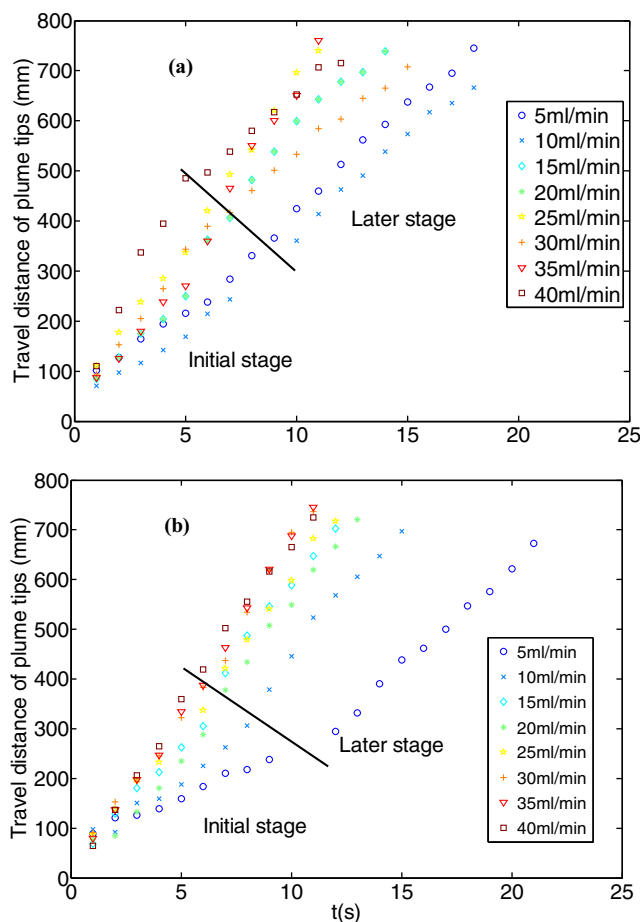 800
700
600
500
400
300
200
100
0
Travel distance of plume tips (mm)
(a)
Later stage
Initial stage
5ml/min
10ml/min
15ml/min
20ml/min
25ml/min
30ml/min
35ml/min
40ml/min
0 5 10 15 20 25
800
700
600
500
400
300
200
100
0
Travel distance of plume tips (mm)
(b)
Later stage
Initial stage
5ml/min
10ml/min
15ml/min
20ml/min
25ml/min
30ml/min
35ml/min
40ml/min
0 5 10 15 20 25
t(s)